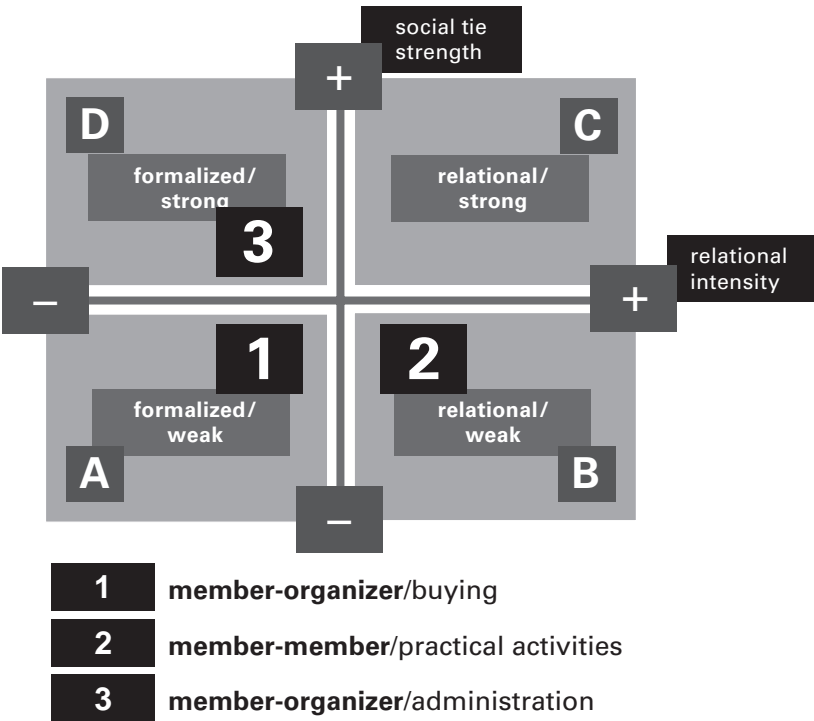 social tie
strength
+
D
C
formalized/
strong
relational/
strong
3
relational
intensity
–
+
1
2
formalized/
weak
relational/
weak
A
B
–
1 member-organizer/buying
2 member-member/practical activities
3 member-organizer/administration